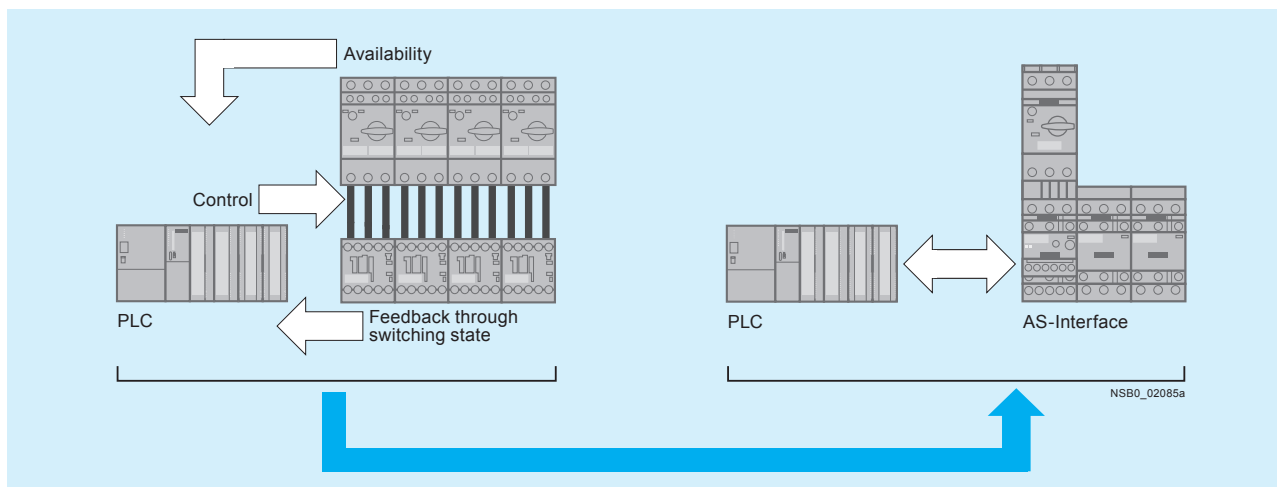 Availability
Control
PLC
Feedback through
switching state
PLC
AS-Interface
NSB0_02085a